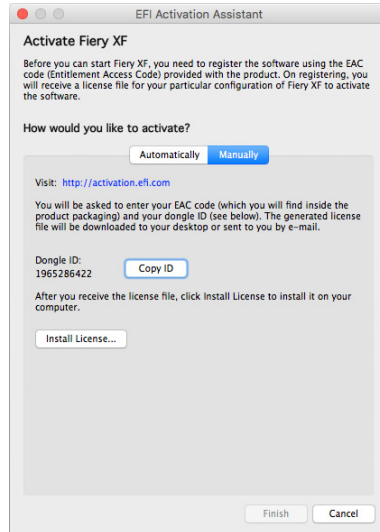 EFI Activation Assistant
Activate Fiery XF
Before you can start Fiery XF, you need to register the software using the EAC
code (Entitlement Access Code) provided with the product. On registering, you
will receive a license file for your particular configuration of Fiery XF to activate
the software.
How would you like to activate?
Automatically Manually
Visit: http://activation.efi.com
You will be asked to enter your EAC code (which you will find inside the
product packaging) and your dongle ID (see below). The generated license
file will be downloaded to your desktop or sent to you by e-mail.
Dongle ID:
1965286422
Copy ID
After you receive the license file, click Install License to install it on your
computer.
Install License...
Finish Cancel